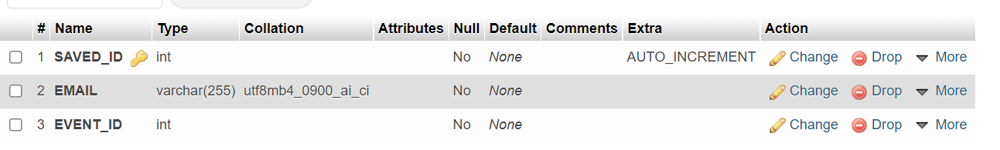 # Name Type Collation Attributes Null Default Comments Extra Action
1 SAVED_ID int No None AUTO_INCREMENT Change Drop More
2 EMAIL varchar(255) utf8mb4_0900_ai_ci No None Change Drop More
3 EVENT_ID int No None Change Drop More